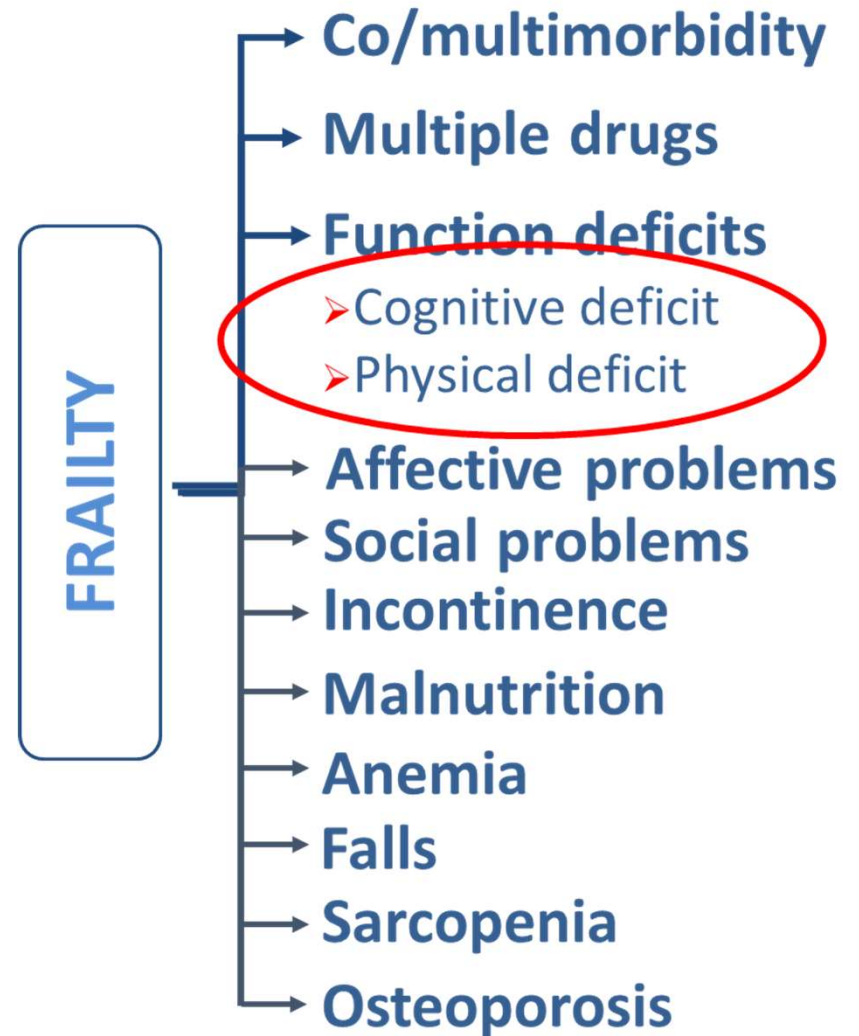 FRAILTY
Co/multimorbidity
Multiple drugs
Function deficits
➢Cognitive deficit
➢Physical deficit
Affective problems
Social problems
Incontinence
Malnutrition
Anemia
Falls
Sarcopenia
Osteoporosis